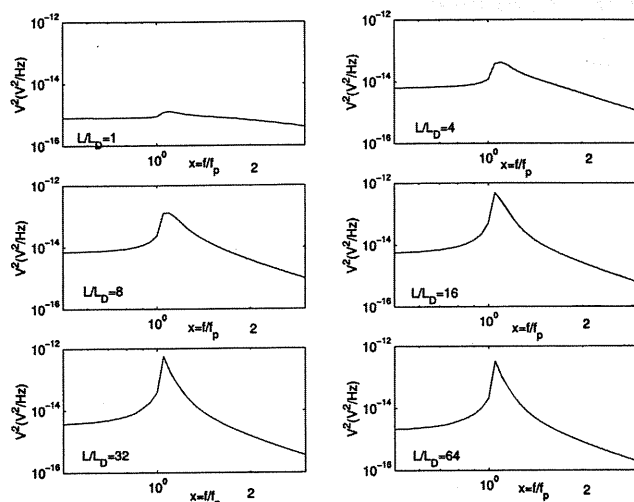 10^-12
10^-14
10^-16
V^2(V^2/Hz)
L/L_D=1
10^0
x=f/f_p
2
10^-12
10^-14
10^-16
V^2(V^2/Hz)
L/L_D=4
10^0
x=f/f_p
2
10^-12
10^-14
10^-16
V^2(V^2/Hz)
L/L_D=8
10^0
x=f/f_p
2
10^-12
10^-14
10^-16
V^2(V^2/Hz)
L/L_D=16
10^0
x=f/f_p
2
10^-12
10^-14
10^-16
V^2(V^2/Hz)
L/L_D=32
10^0
x=f/f_p
2
10^-12
10^-14
10^-16
V^2(V^2/Hz)
L/L_D=64
10^0
x=f/f_p
2